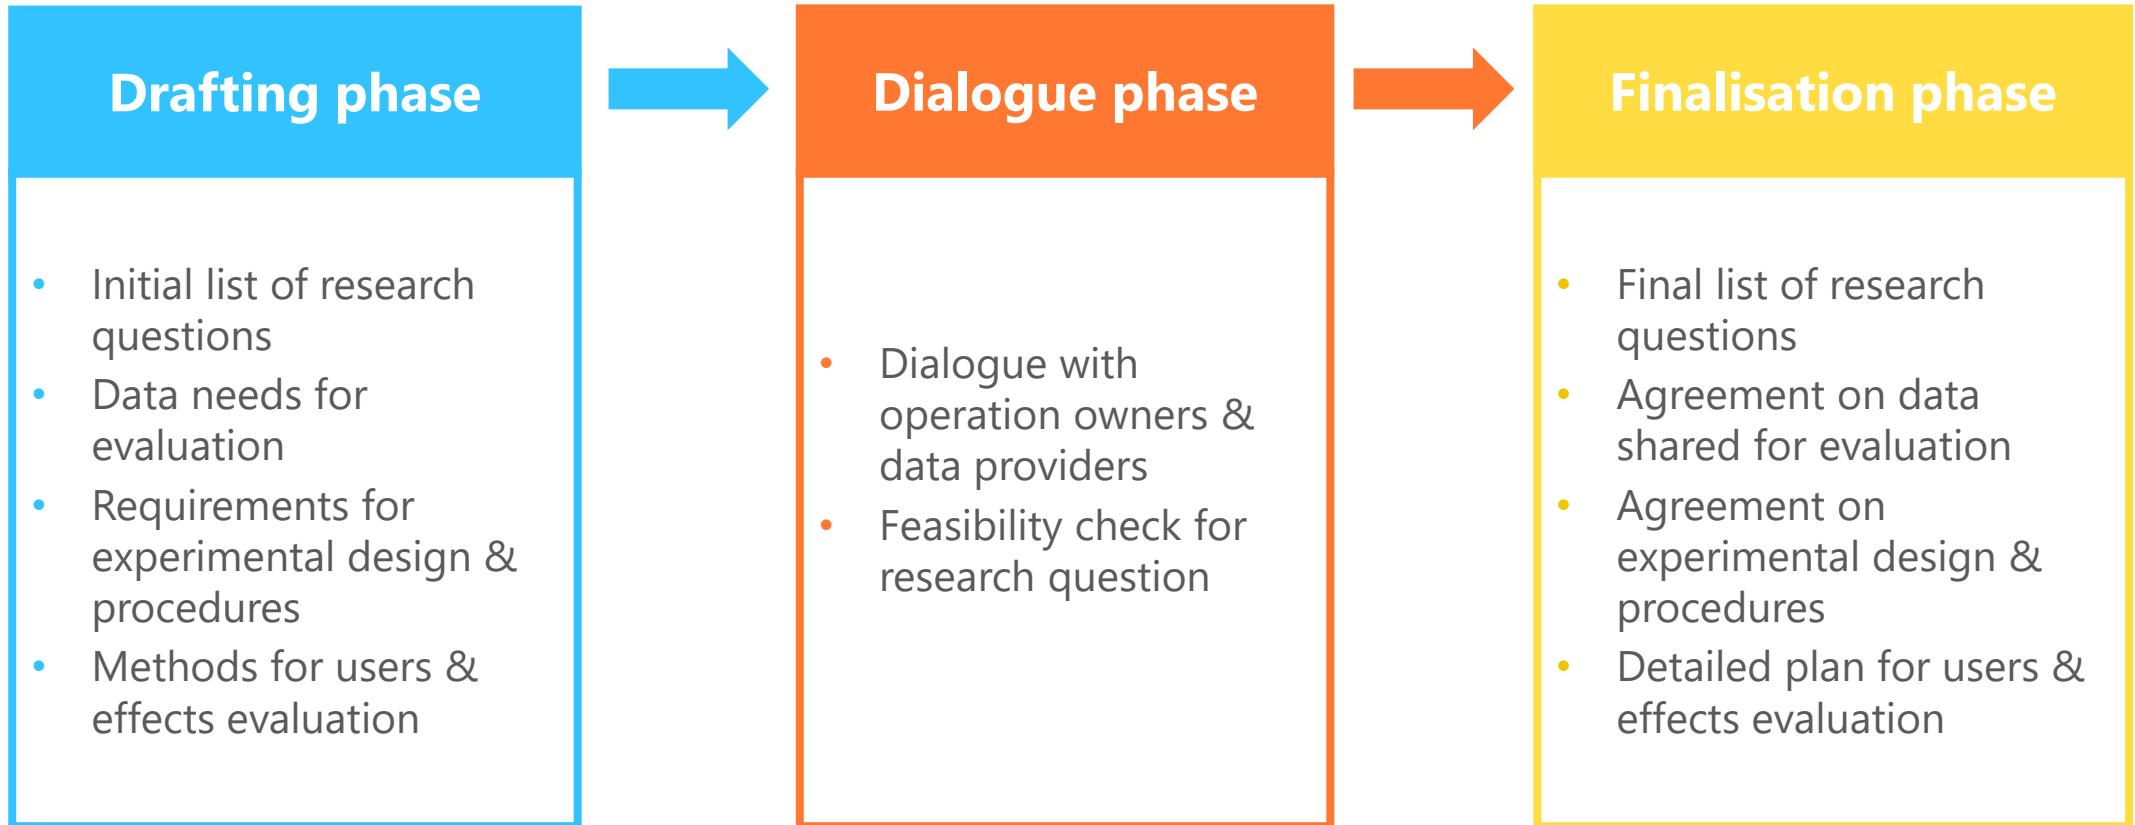 Drafting phase
• Initial list of research
questions
• Data needs for
evaluation
• Requirements for
experimental design &
procedures
• Methods for users &
effects evaluation
Dialogue phase
• Dialogue with
operation owners &
data providers
• Feasibility check for
research question
Finalisation phase
• Final list of research
questions
• Agreement on data
shared for evaluation
• Agreement on
experimental design &
procedures
• Detailed plan for users &
effects evaluation